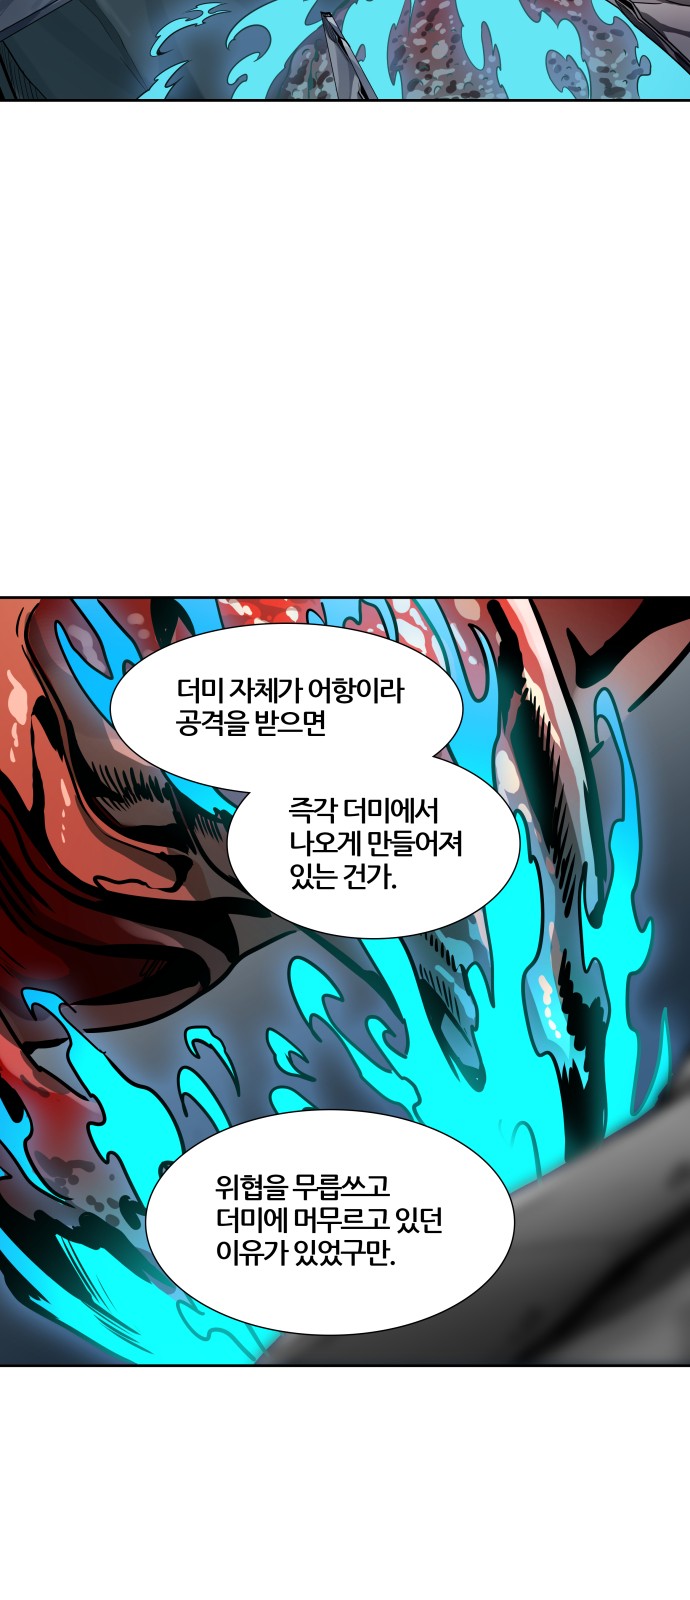 더미 자체가 어항이라
공격을 받으면
즉각 더미에서
나오게 만들어져
있는 건가.
위협을 무릅쓰고
더미에 머무르고 있던
이유가 있었구만.